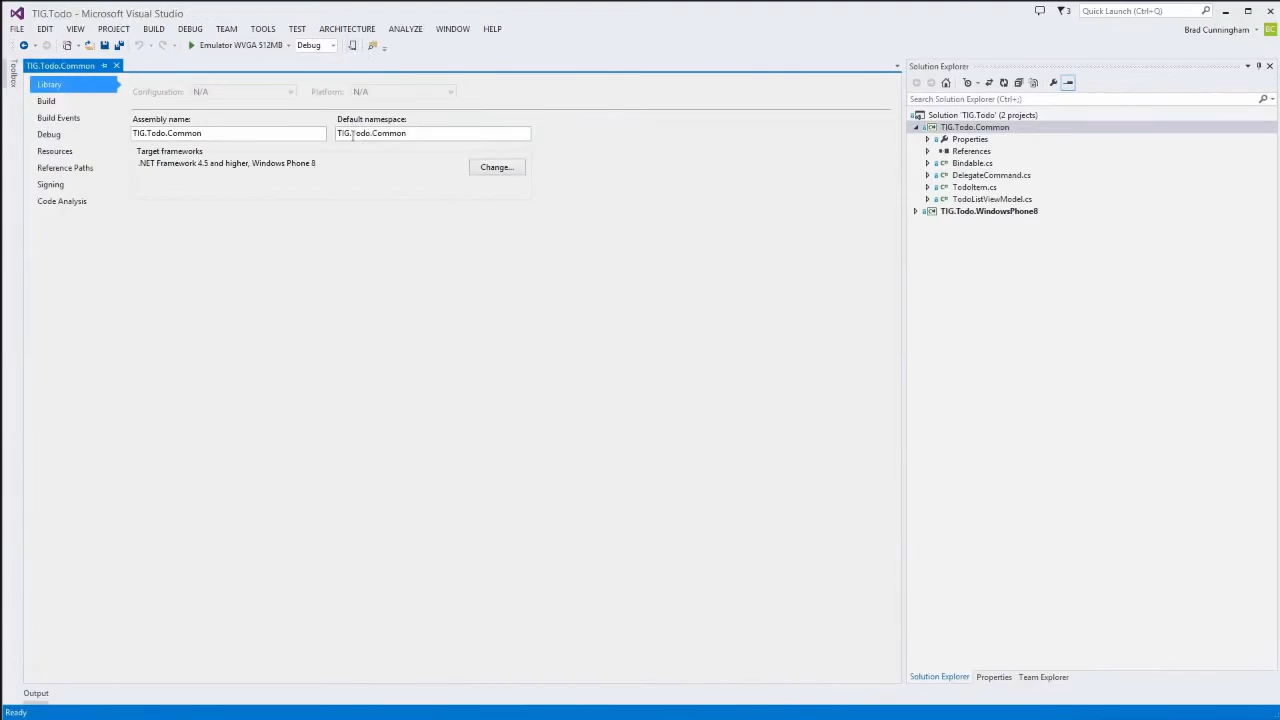 TIG.Todo - Microsoft Visual Studio
3
Quick Launch (Ctrl+Q)
FILE EDIT VIEW PROJECT BUILD DEBUG TEAM TOOLS TEST ARCHITECTURE ANALYZE WINDOW HELP
Brad Cunningham
BC
Emulator WVGA 512MB
Debug
Toolbox
TIG.Todo.Common
Library
Build
Build Events
Debug
Resources
Reference Paths
Signing
Code Analysis
Configuration: N/A
Platform: N/A
Assembly name:
Default namespace:
TIG.Todo.Common
TIG.Todo.Common
Target frameworks
.NET Framework 4.5 and higher, Windows Phone 8
Change...
Solution Explorer
Search Solution Explorer (Ctrl+;)
Solution 'TIG.Todo' (2 projects)
TIG.Todo.Common
Properties
References
Bindable.cs
DelegateCommand.cs
TodoItem.cs
TodoListViewModel.cs
TIG.Todo.WindowsPhone8
Solution Explorer Properties Team Explorer
Output
Ready